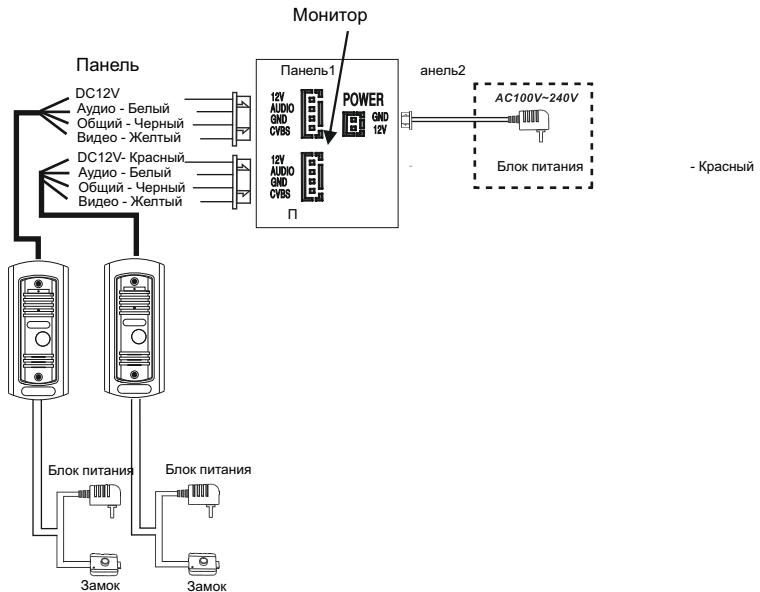 Монитор
Панель
Панель1
анель2
DC12V
Аудио - Белый
Общий - Черный
Видео - Желтый
12V
AUDIO
GND
CVBS
POWER
GND
12V
AC100V~240V
Блок питания
- Красный
DC12V- Красный
Аудио - Белый
Общий - Черный
Видео - Желтый
12V
AUDIO
GND
CVBS
-
П
Блок питания
Блок питания
Замок
Замок